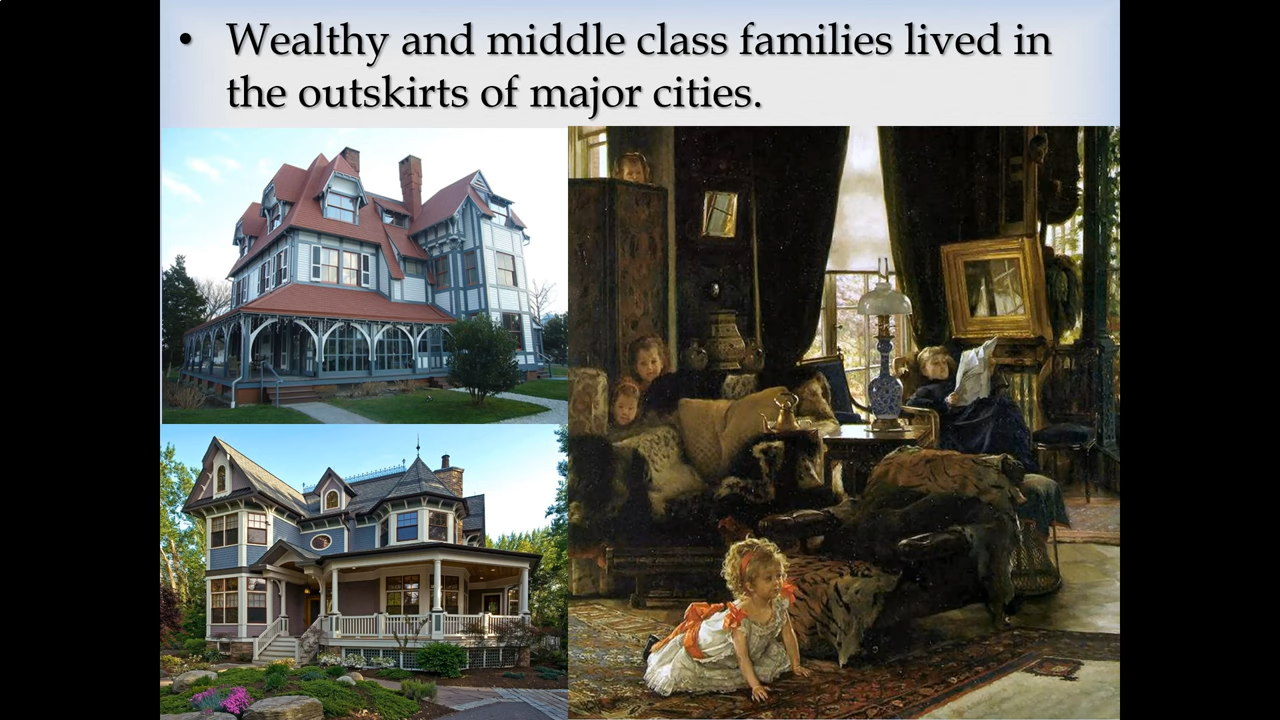 • Wealthy and middle class families lived in
the outskirts of major cities.